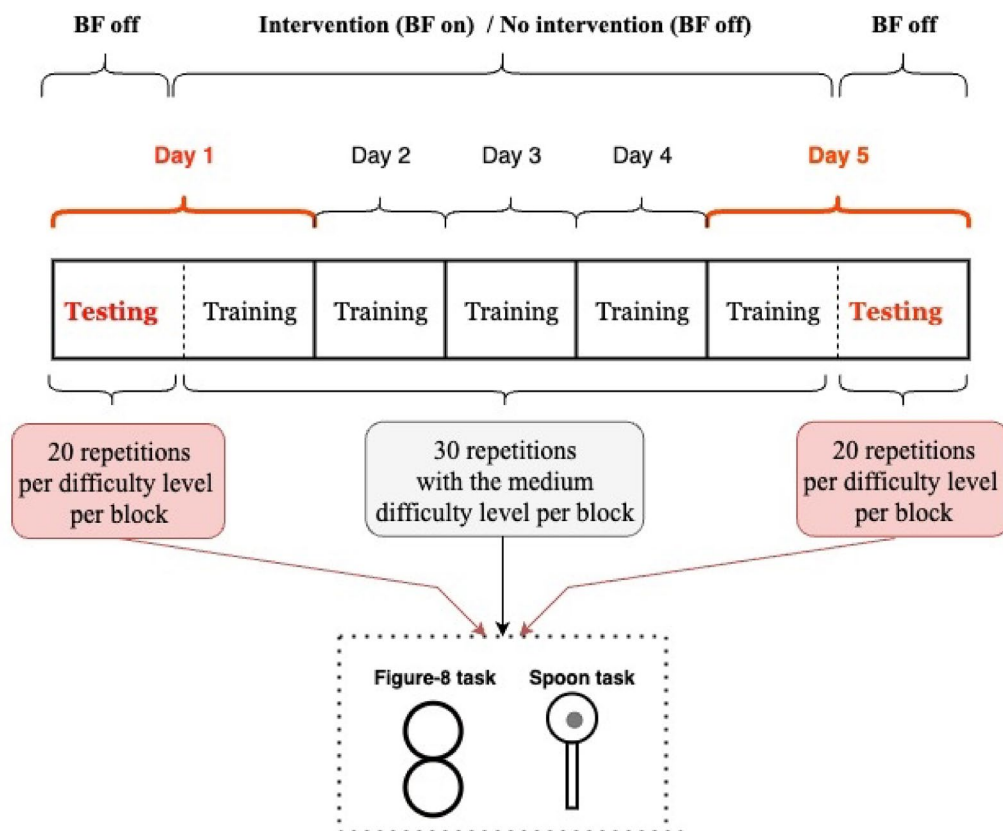 BF off
Intervention (BF on) / No intervention (BF off)
BF off
Day 1
Day 2
Day 3
Day 4
Day 5
Testing
Training
Training
Training
Training
Training
Testing
20 repetitions
per difficulty level
per block
30 repetitions
with the medium
difficulty level per block
20 repetitions
per difficulty level
per block
Figure-8 task
Spoon task